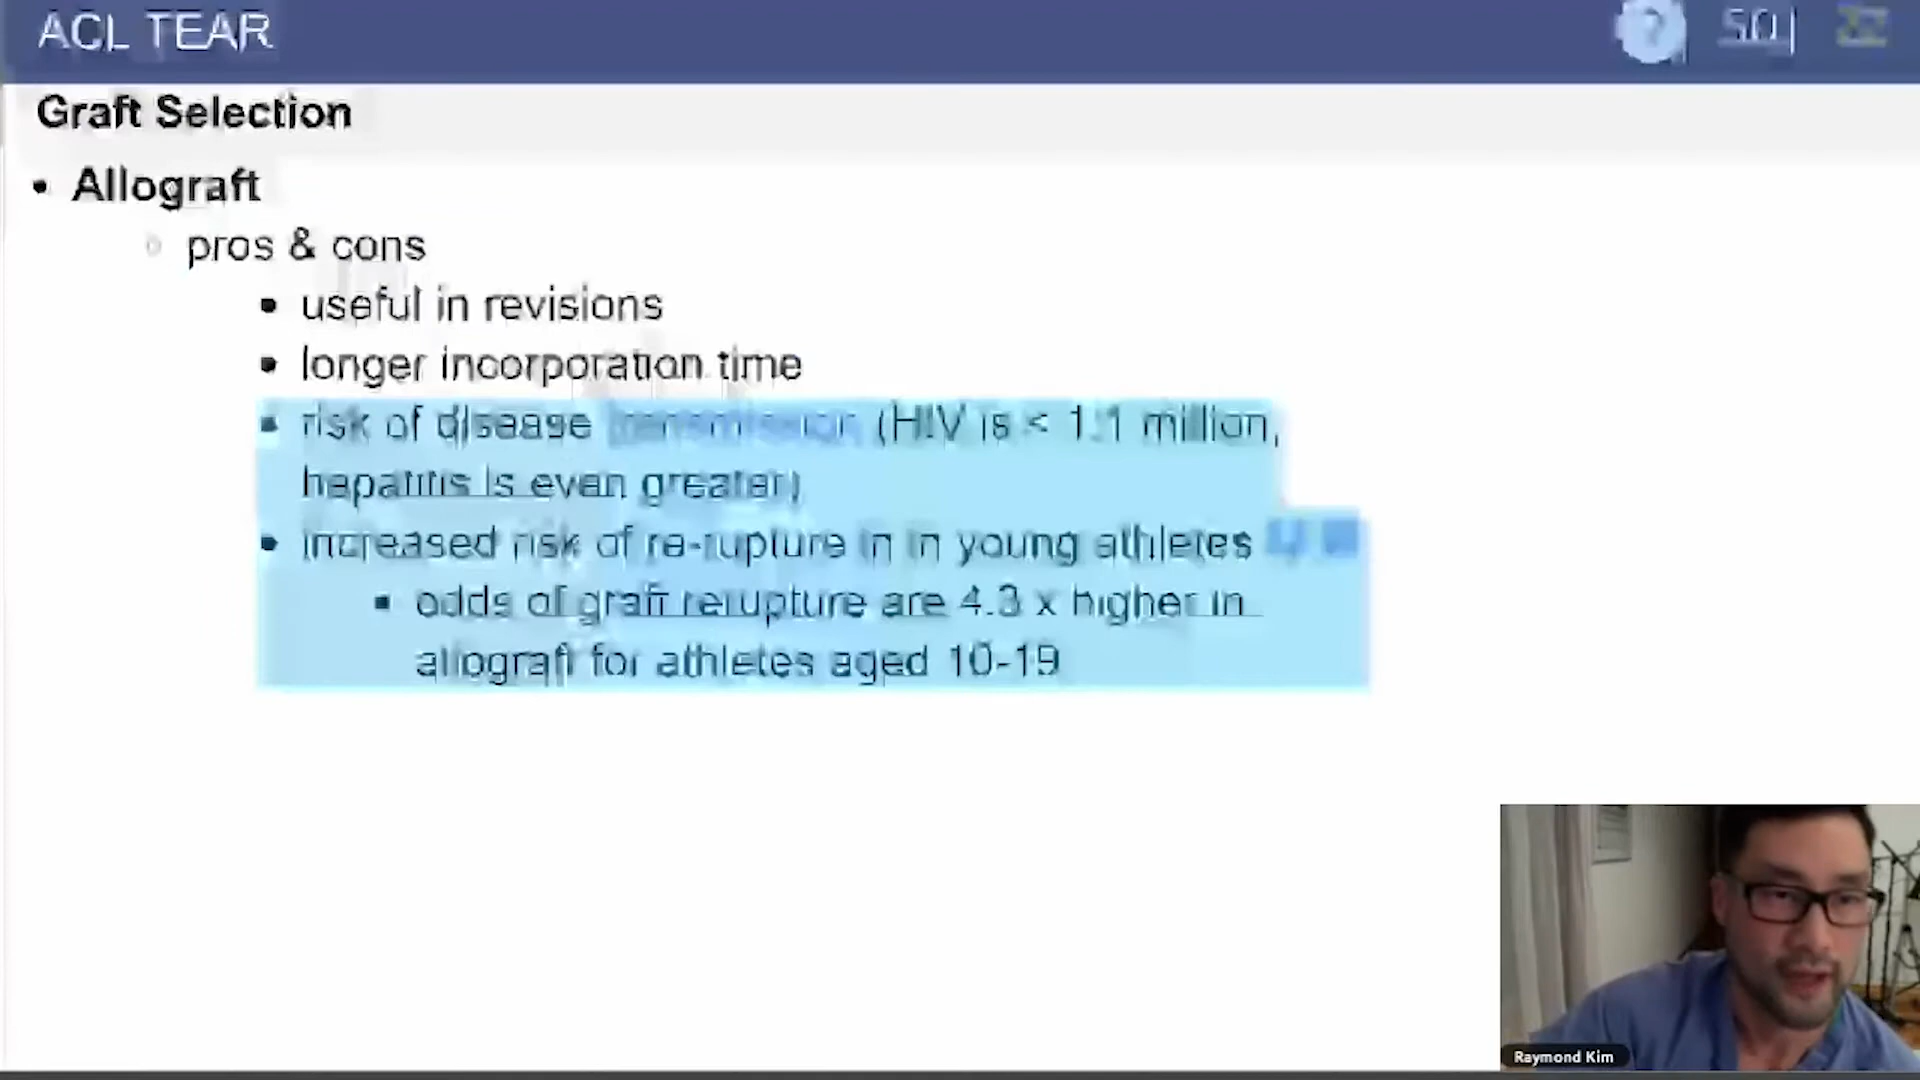 ACL TEAR
?
Graft Selection
• Allograft
○ pros & cons
▪ useful in revisions
▪ longer incorporation time
▪ risk of disease transmission (HIV is < 1:1 million,
hepatitis is even greater)
▪ increased risk of re-rupture in in young athletes
▪ odds of graft rerupture are 4.3 x higher in
allograft for athletes aged 10-19
Raymond Kim